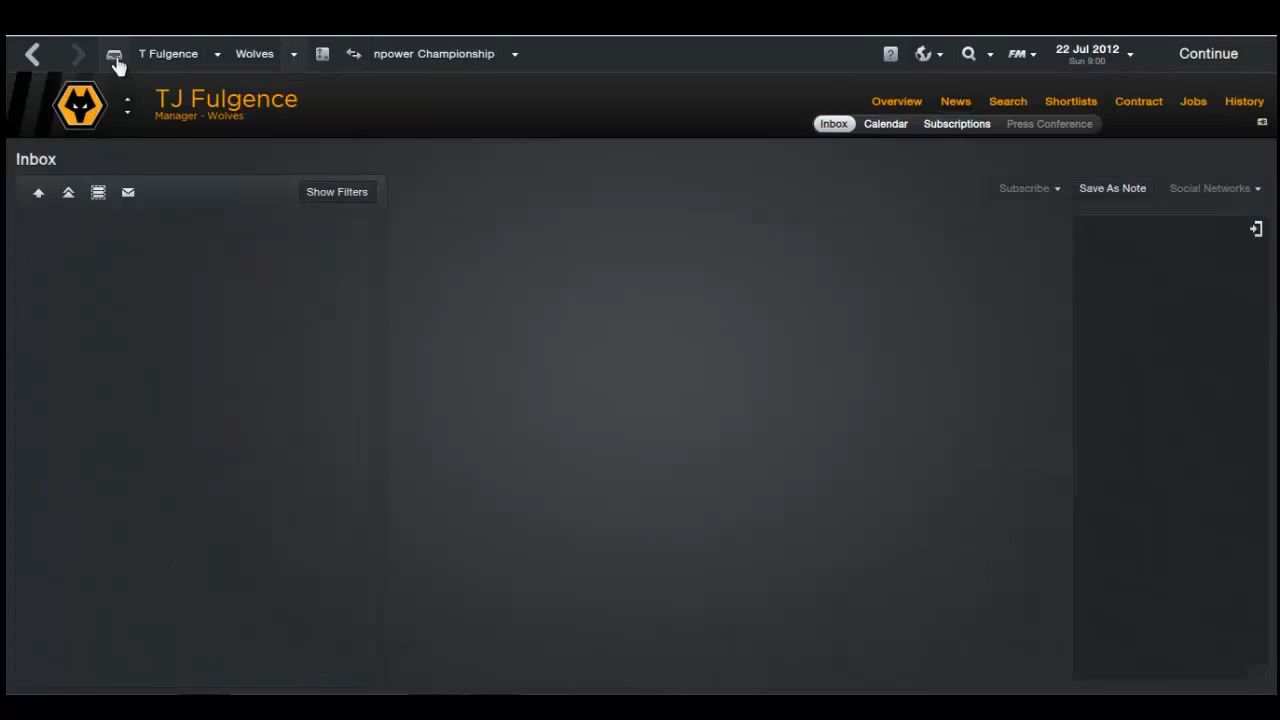 T Fulgence Wolves npower Championship ? FM 22 Jul 2012 Continue
Sun 9:00
TJ Fulgence
Manager - Wolves
Overview News Search Shortlists Contract Jobs History
Inbox Calendar Subscriptions Press Conference
Inbox
Show Filters
Subscribe Save As Note Social Networks